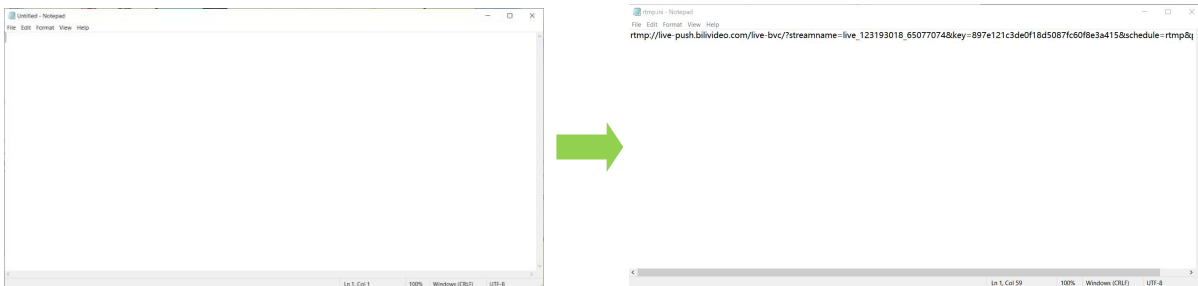 Untitled - Notepad
File Edit Format View Help
Ln 1, Col 1 100% Windows (CRLF) UTF-8
rtmp.ini - Notepad
File Edit Format View Help
rtmp://live-push.bilivideo.com/live-bvc/?streamname=live_123193018_65077074&key=897e121c3de0f18d5087fc60f8e3a415&schedule=rtmp&q
Ln 1, Col 59 100% Windows (CRLF) UTF-8